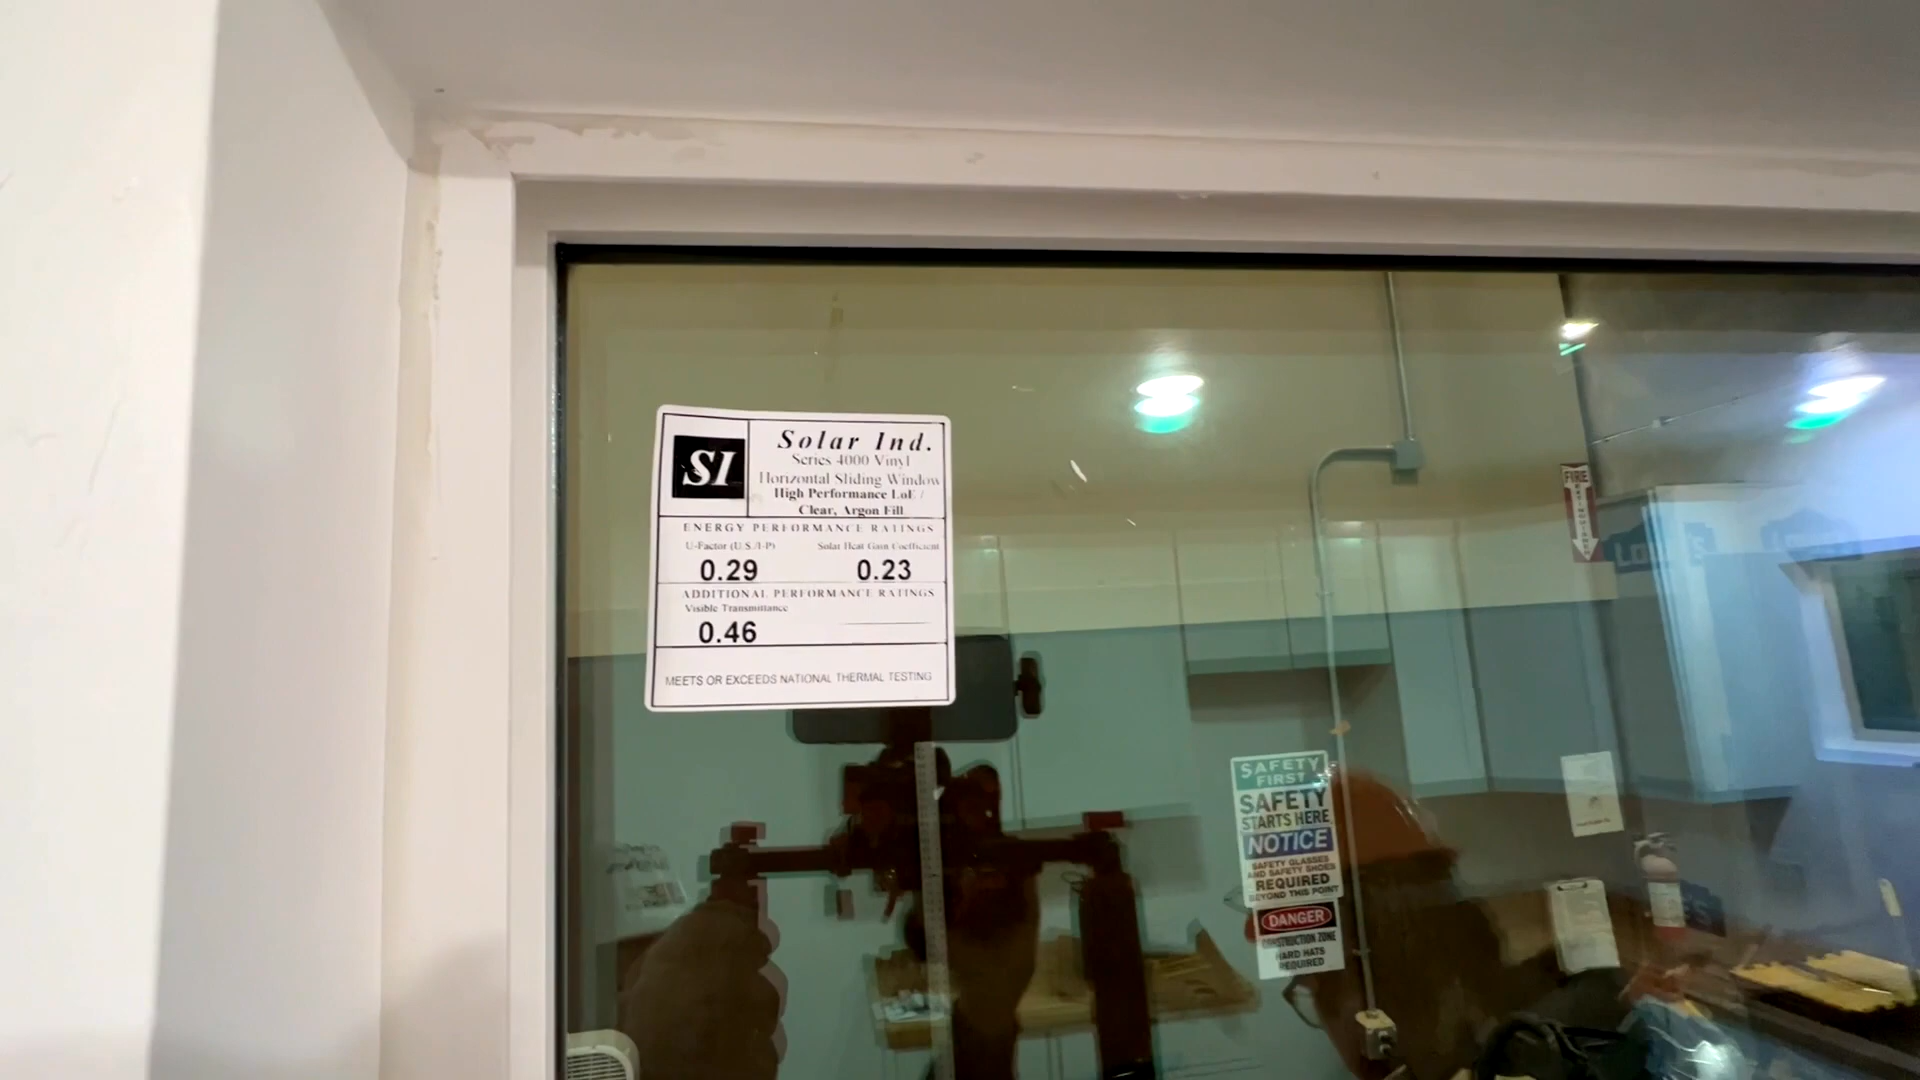 SI
Solar Ind.
Series 4000 Vinyl
Horizontal Sliding Window
High Performance LoE /
Clear, Argon Fill
ENERGY PERFORMANCE RATINGS
U-Factor (U.S./I-P)
Solar Heat Gain Coefficient
0.29
0.23
ADDITIONAL PERFORMANCE RATINGS
Visible Transmittance
0.46
MEETS OR EXCEEDS NATIONAL THERMAL TESTING
FIRE
EXTINGUISHER
LOWE'S
SAFETY
FIRST
SAFETY
STARTS HERE
NOTICE
SAFETY GLASSES
AND SAFETY SHOES
REQUIRED
BEYOND THIS POINT
DANGER
CONSTRUCTION ZONE
HARD HATS
REQUIRED